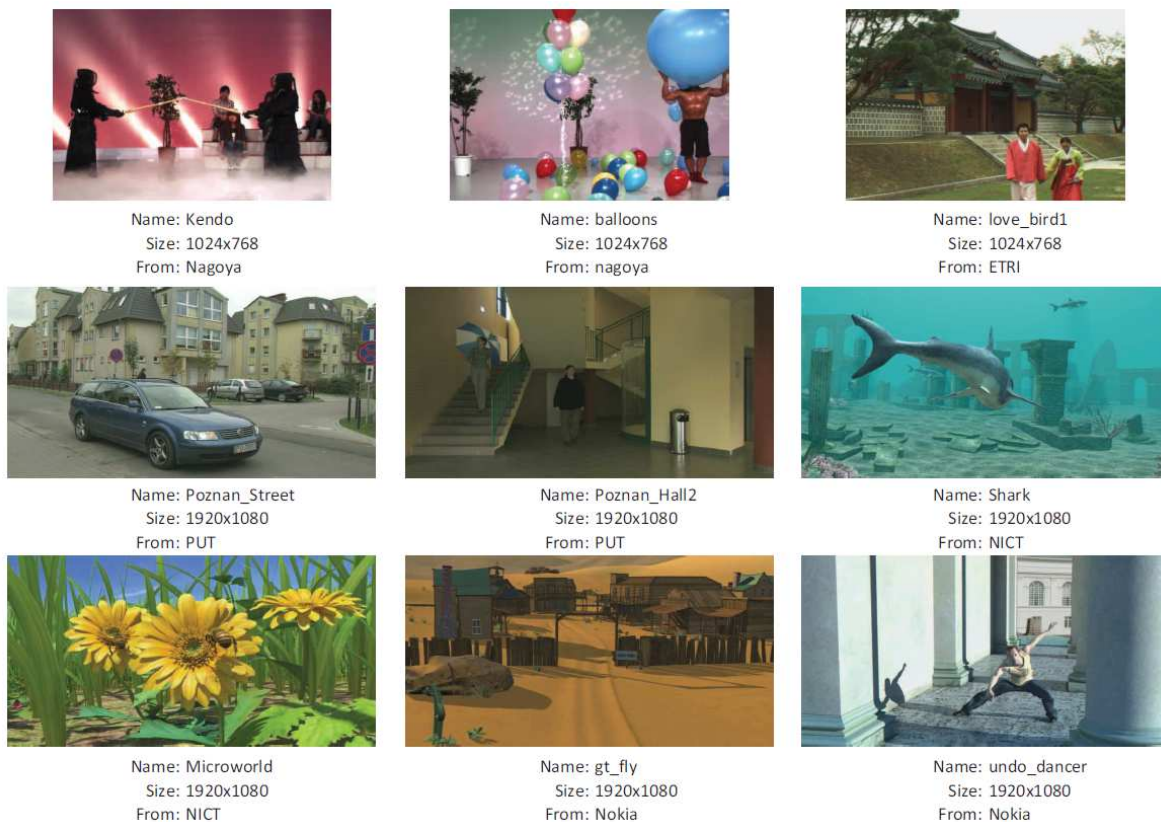 Name: Kendo
Size: 1024x768
From: Nagoya
Name: balloons
Size: 1024x768
From: nagoya
Name: love_bird1
Size: 1024x768
From: ETRI
Name: Poznan_Street
Size: 1920x1080
From: PUT
Name: Poznan_Hall2
Size: 1920x1080
From: PUT
Name: Shark
Size: 1920x1080
From: NICT
Name: Microworld
Size: 1920x1080
From: NICT
Name: gt_fly
Size: 1920x1080
From: Nokia
Name: undo_dancer
Size: 1920x1080
From: Nokia